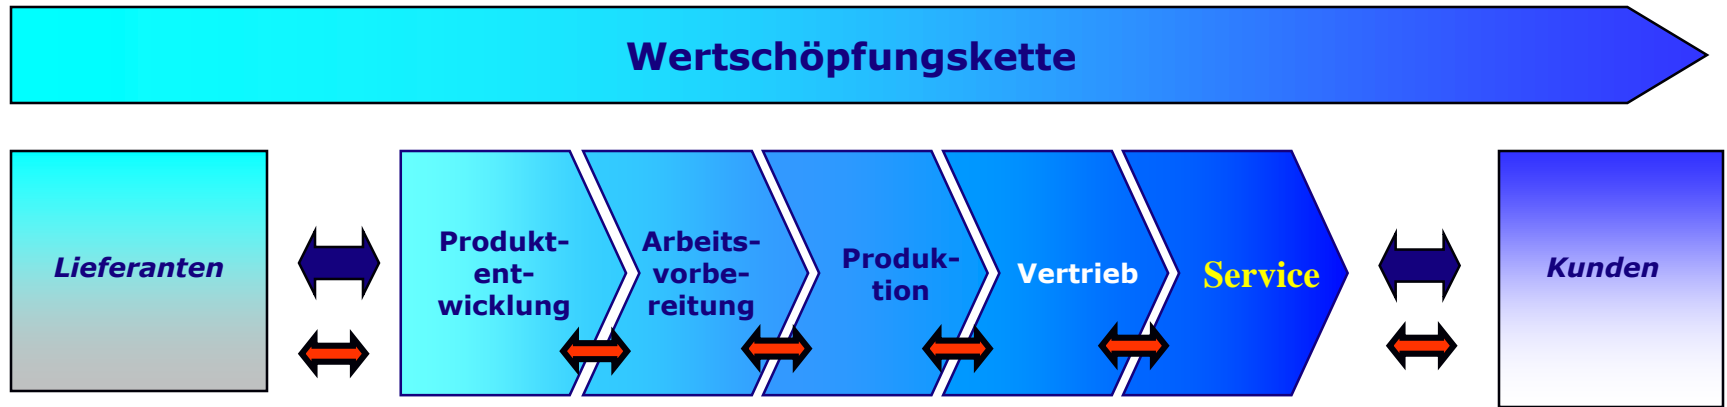 Wertschöpfungskette
Lieferanten
Produkt-
ent-
wicklung
Arbeits-
vorbe-
reitung
Produk-
tion
Vertrieb
Service
Kunden